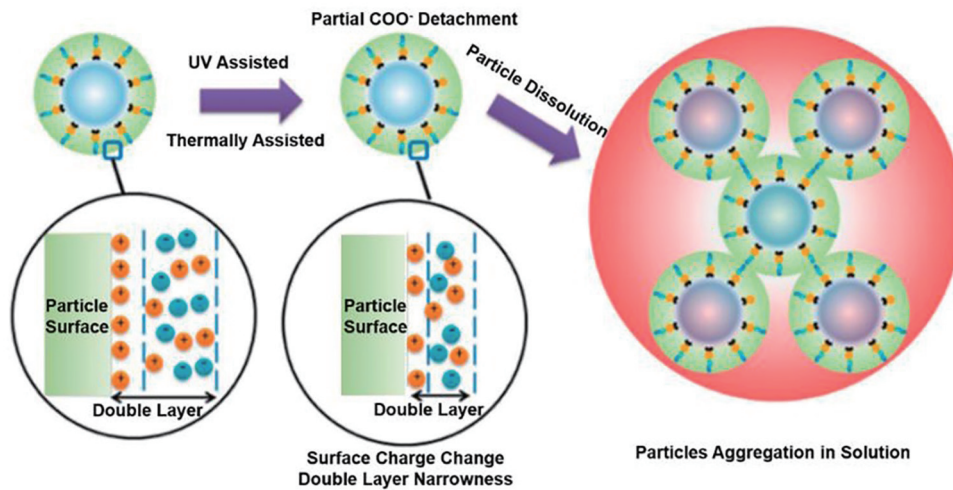 Partial COO⁻ Detachment
UV Assisted
Thermally Assisted
Particle Dissolution
Particle
Surface
Double Layer
Particle
Surface
Double Layer
Surface Charge Change
Double Layer Narrowness
Particles Aggregation in Solution